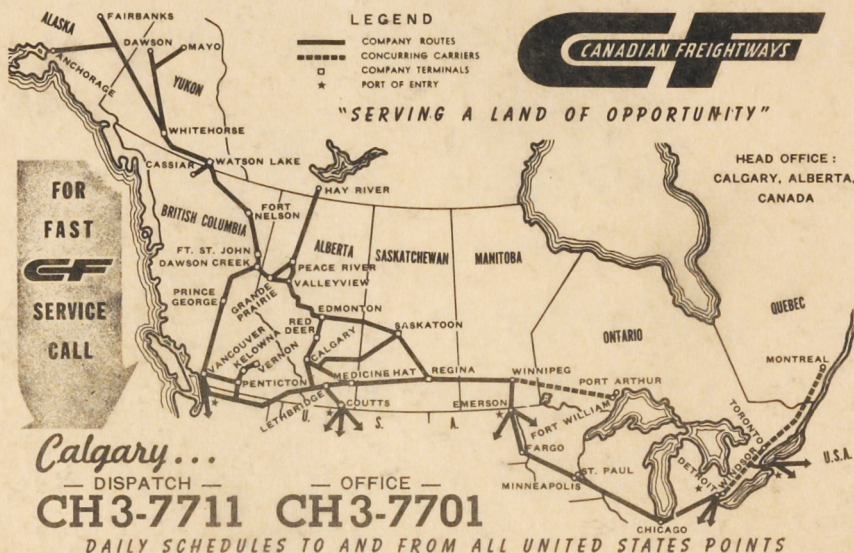 LEGEND
COMPANY ROUTES
CONCURRING CARRIERS
COMPANY TERMINALS
PORT OF ENTRY
CF
CANADIAN FREIGHTWAYS
"SERVING A LAND OF OPPORTUNITY"
HEAD OFFICE:
CALGARY, ALBERTA,
CANADA
FOR
FAST
CF
SERVICE
CALL
ALASKA
FAIRBANKS
DAWSON
MAYO
ANCHORAGE
YUKON
WHITEHORSE
CASSIAR
WATSON LAKE
HAY RIVER
FORT
NELSON
BRITISH COLUMBIA
ALBERTA
SASKATCHEWAN
MANITOBA
FT. ST. JOHN
DAWSON CREEK
PEACE RIVER
VALLEYVIEW
GRANDE
PRAIRIE
PRINCE
GEORGE
EDMONTON
RED
DEER
SASKATOON
ONTARIO
QUEBEC
MONTREAL
VANCOUVER
KELOWNA
VERNON
CALGARY
PENTICTON
MEDICINE HAT
REGINA
WINNIPEG
PORT ARTHUR
LETHBRIDGE
COUTTS
EMERSON
FORT WILLIAM
U. S. A.
TORONTO
WINDSOR
DETROIT
U.S.A.
FARGO
ST. PAUL
MINNEAPOLIS
CHICAGO
Calgary...
— DISPATCH — — OFFICE —
CH 3-7711 CH 3-7701
DAILY SCHEDULES TO AND FROM ALL UNITED STATES POINTS